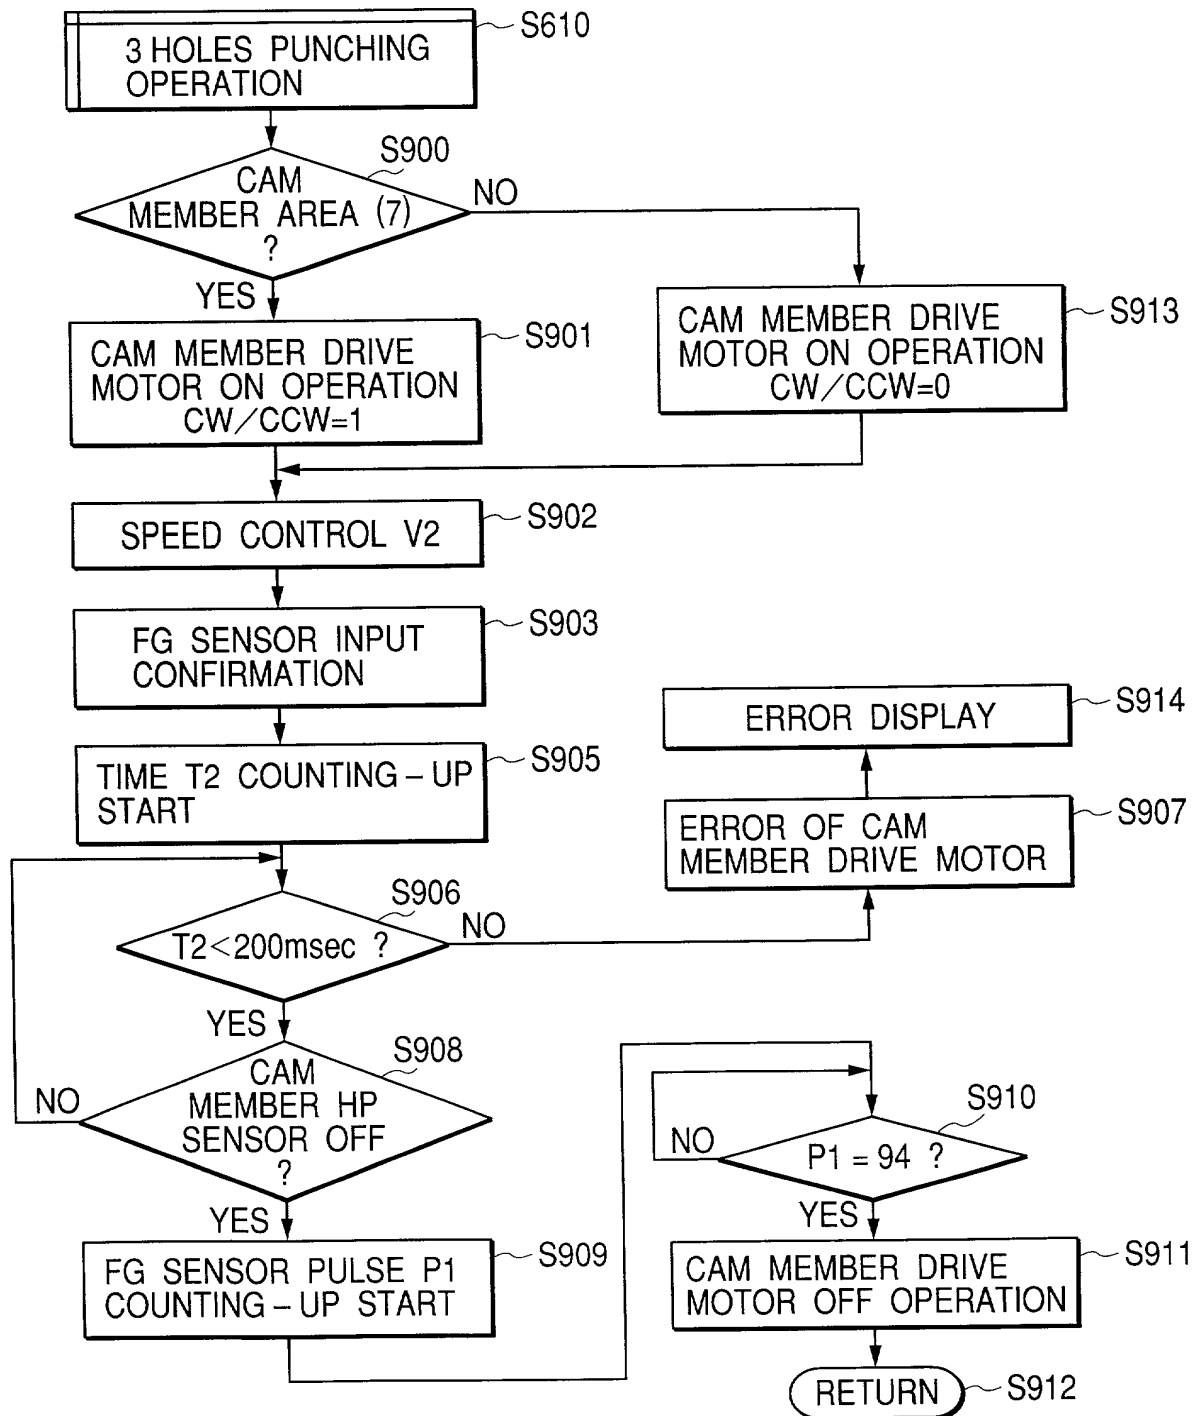 S610
3 HOLES PUNCHING
OPERATION
S900
CAM
MEMBER AREA (7)
?
NO
YES
S901
CAM MEMBER DRIVE
MOTOR ON OPERATION
CW/CCW=1
S913
CAM MEMBER DRIVE
MOTOR ON OPERATION
CW/CCW=0
S902
SPEED CONTROL V2
S903
FG SENSOR INPUT
CONFIRMATION
S905
TIME T2 COUNTING-UP
START
S914
ERROR DISPLAY
S907
ERROR OF CAM
MEMBER DRIVE MOTOR
S906
T2<200msec ?
NO
YES
S908
CAM
MEMBER HP
SENSOR OFF
?
NO
YES
S909
FG SENSOR PULSE P1
COUNTING-UP START
S910
P1 = 94 ?
NO
YES
S911
CAM MEMBER DRIVE
MOTOR OFF OPERATION
RETURN
S912